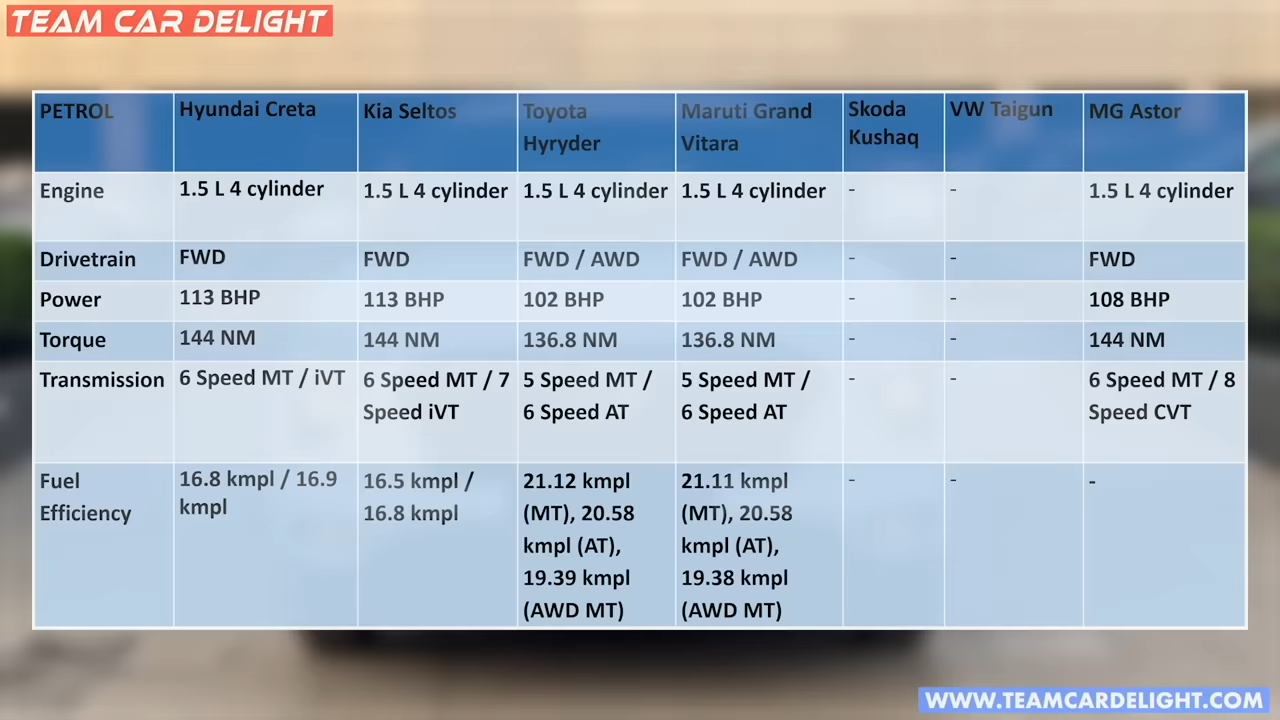 TEAM CAR DELIGHT
PETROL
Hyundai Creta
Kia Seltos
Toyota
Hyryder
Maruti Grand
Vitara
Skoda
Kushaq
VW Taigun
MG Astor
Engine
1.5 L 4 cylinder
1.5 L 4 cylinder
1.5 L 4 cylinder
1.5 L 4 cylinder
-
-
1.5 L 4 cylinder
Drivetrain
FWD
FWD
FWD / AWD
FWD / AWD
-
-
FWD
Power
113 BHP
113 BHP
102 BHP
102 BHP
-
-
108 BHP
Torque
144 NM
144 NM
136.8 NM
136.8 NM
-
-
144 NM
Transmission
6 Speed MT / iVT
6 Speed MT / 7
Speed iVT
5 Speed MT /
6 Speed AT
5 Speed MT /
6 Speed AT
-
-
6 Speed MT / 8
Speed CVT
Fuel
Efficiency
16.8 kmpl / 16.9
kmpl
16.5 kmpl /
16.8 kmpl
21.12 kmpl
(MT), 20.58
kmpl (AT),
19.39 kmpl
(AWD MT)
21.11 kmpl
(MT), 20.58
kmpl (AT),
19.38 kmpl
(AWD MT)
-
-
-
WWW.TEAMCARDELIGHT.COM